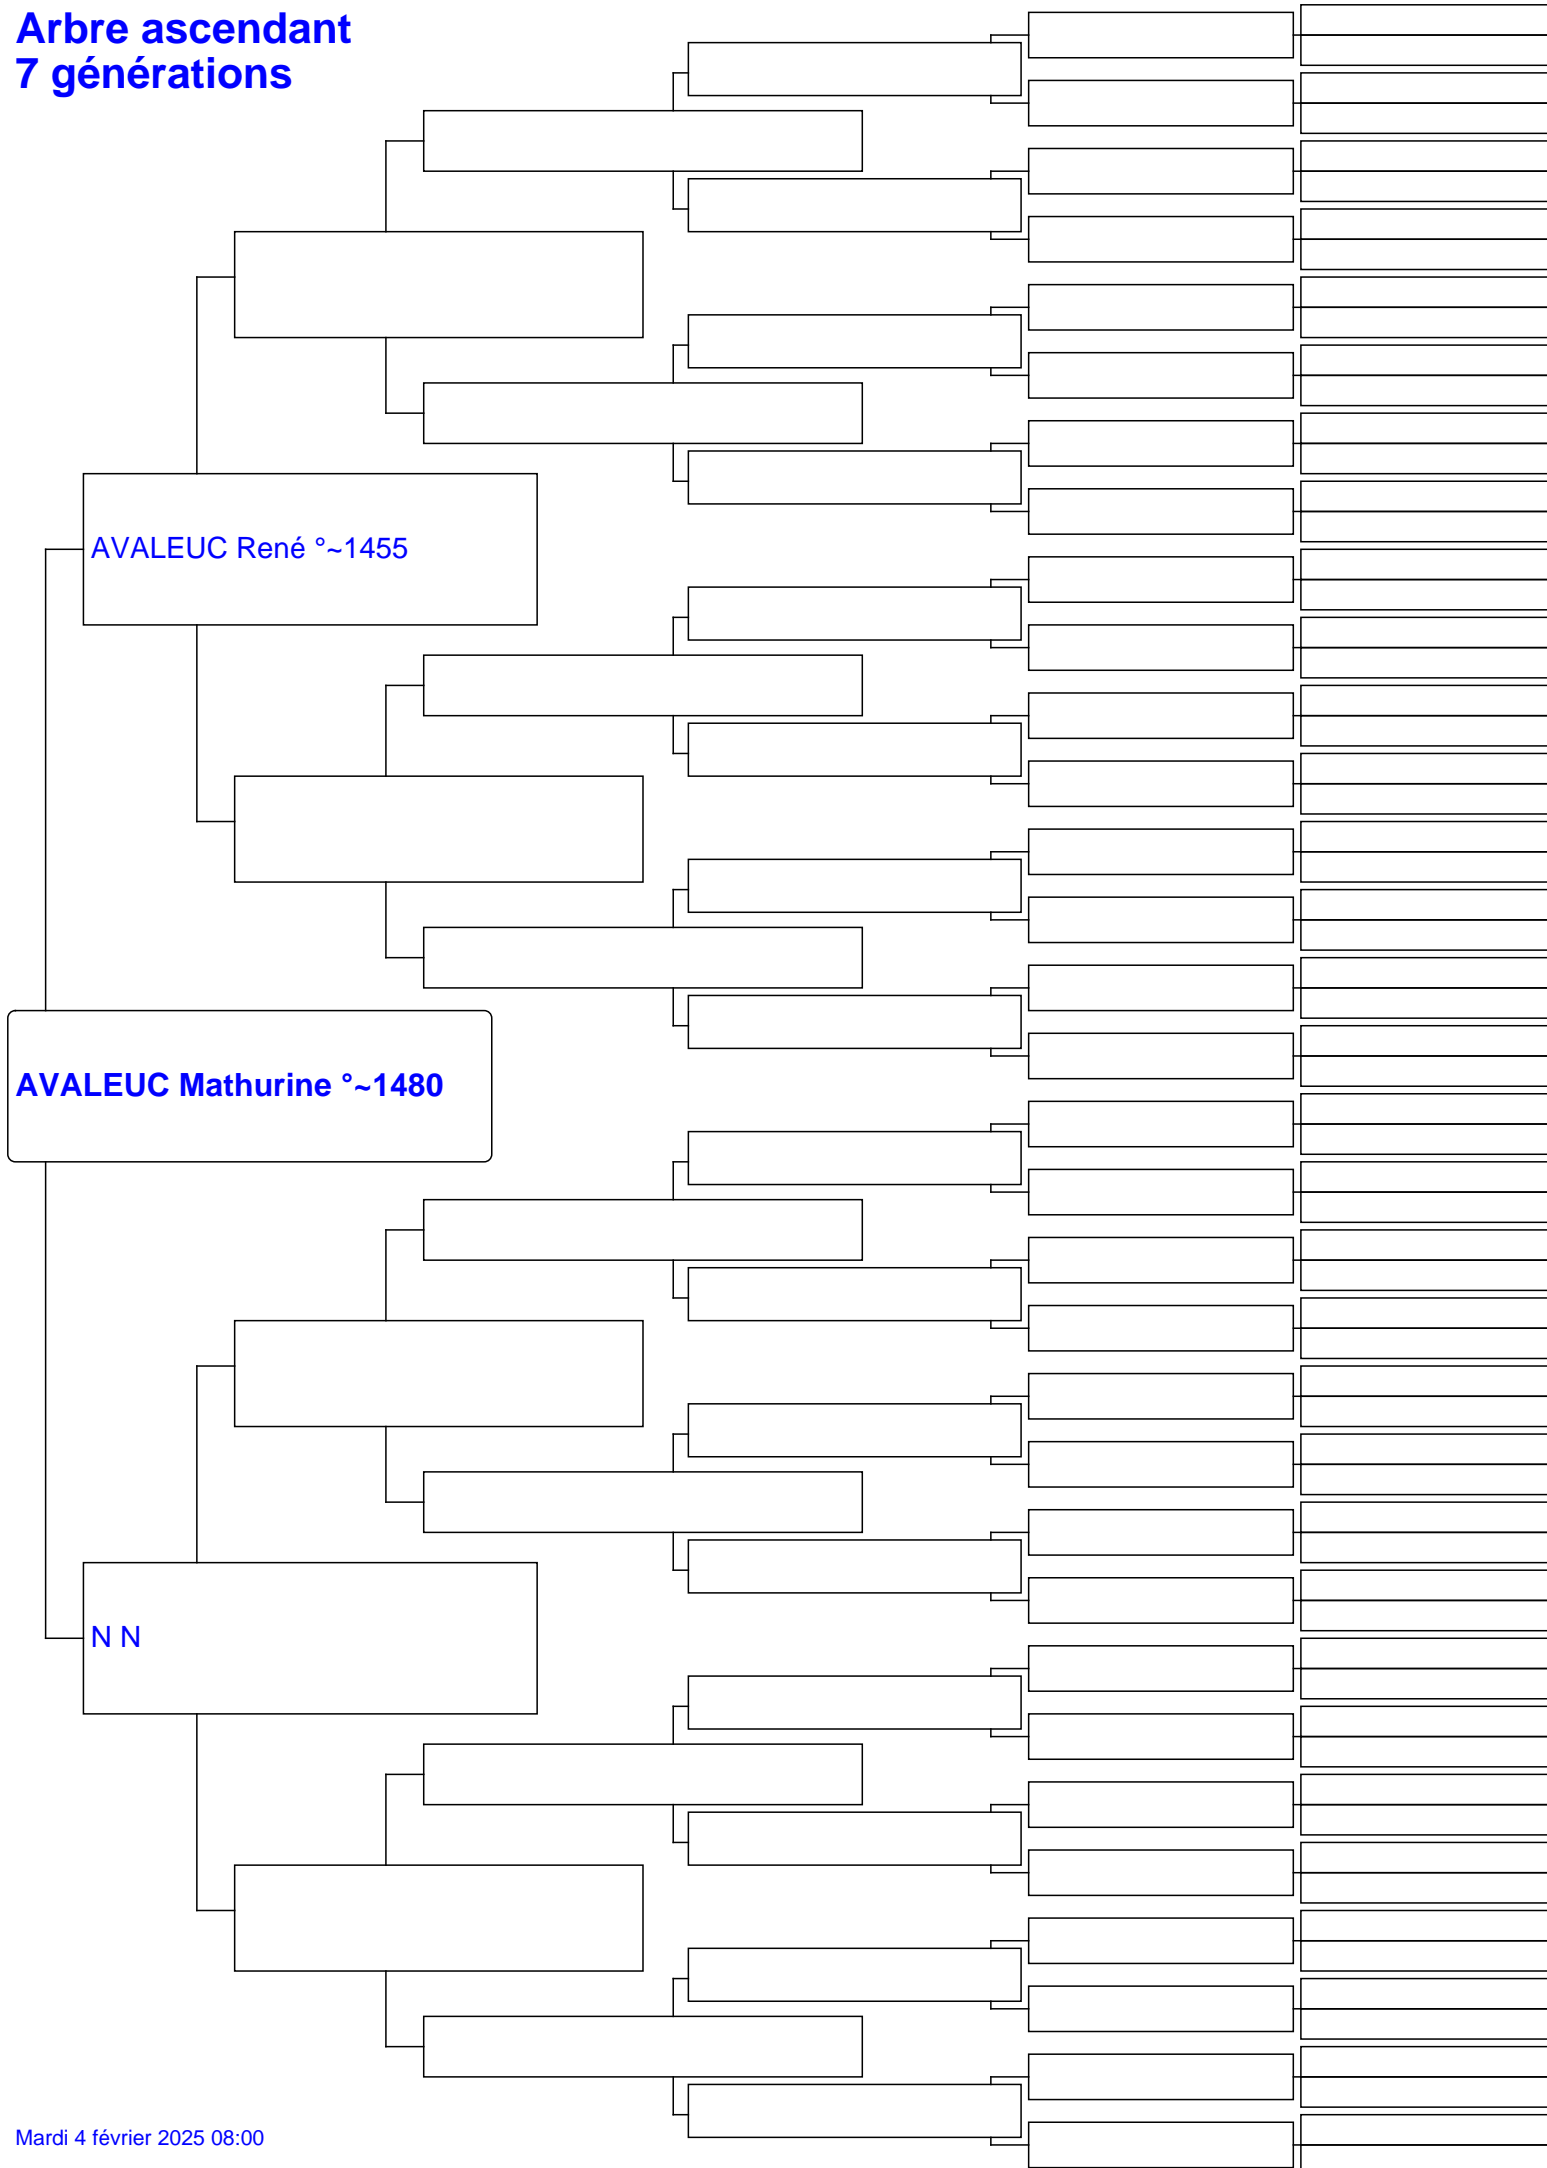 Arbre ascendant
7 générations
AVALEUC René °~1455
AVALEUC Mathurine °~1480
N N
Mardi 4 février 2025 08:00